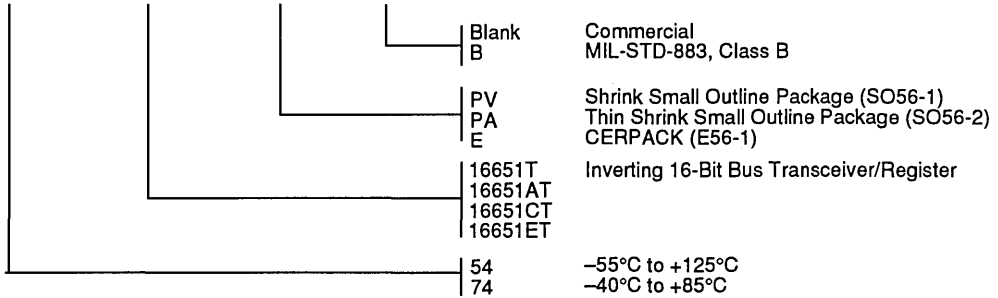 Blank Commercial
B MIL-STD-883, Class B
PV Shrink Small Outline Package (SO56-1)
PA Thin Shrink Small Outline Package (SO56-2)
E CERPACK (E56-1)
16651T Inverting 16-Bit Bus Transceiver/Register
16651AT
16651CT
16651ET
54 –55°C to +125°C
74 –40°C to +85°C